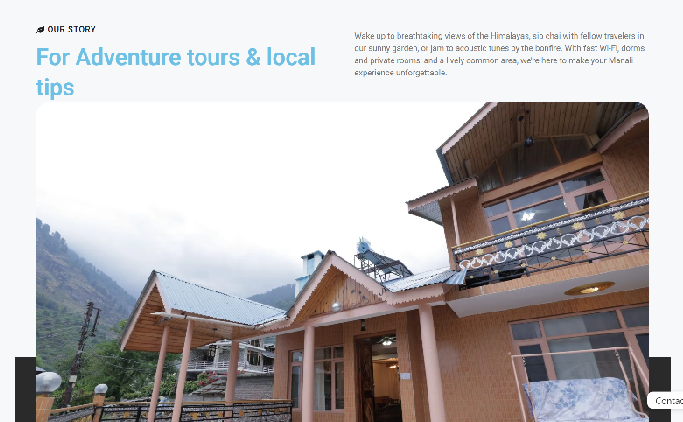 OUR STORY
For Adventure tours & local
tips
Wake up to breathtaking views of the Himalayas, sip chai with fellow travelers in
our sunny garden, or jam to acoustic tunes by the bonfire. With fast Wi-Fi, dorms
and private rooms, and a lively common area, we're here to make your Manali
experience unforgettable.
Contac